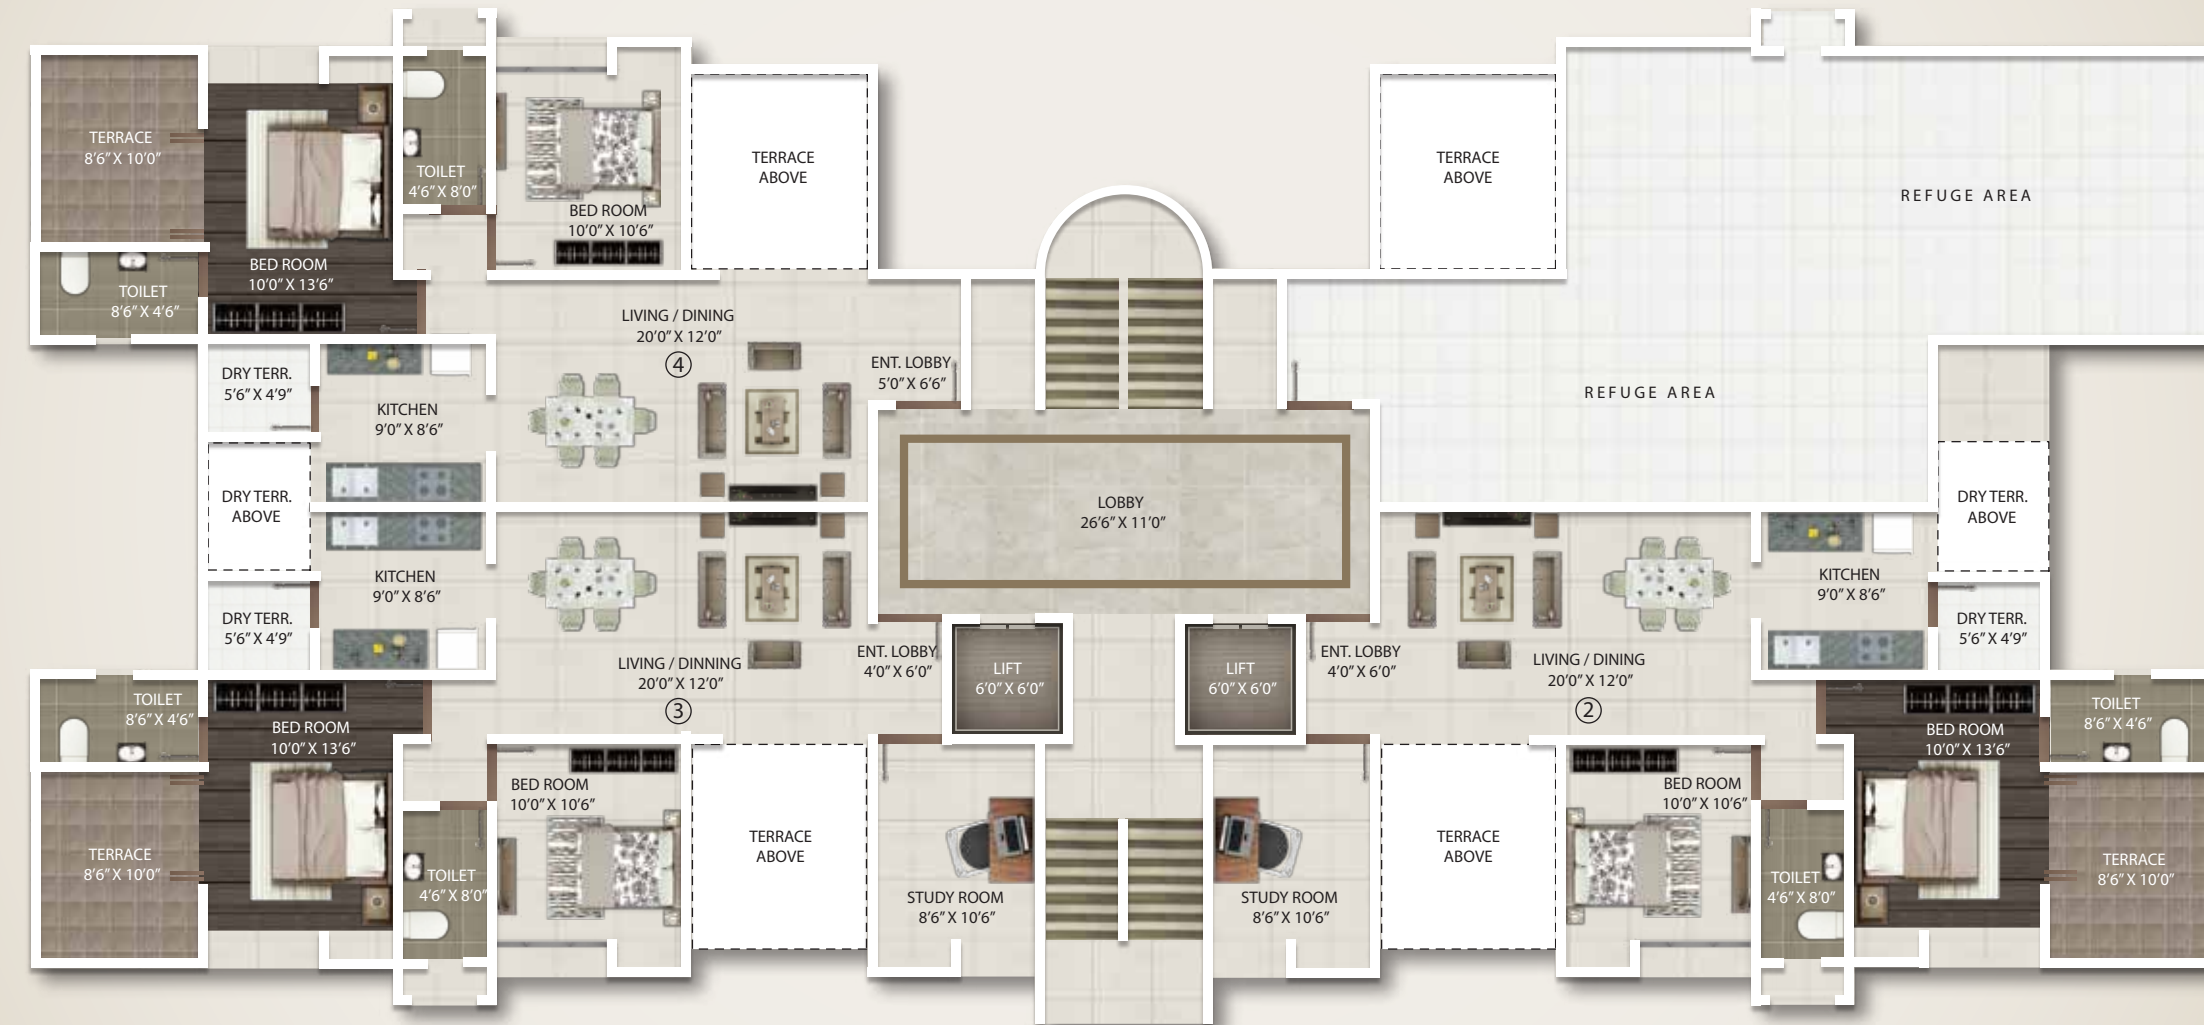 TERRACE
8'6" X 10'0"
TOILET
4'6" X 8'0"
BED ROOM
10'0" X 10'6"
TERRACE
ABOVE
TERRACE
ABOVE
REFUGE AREA
BED ROOM
10'0" X 13'6"
TOILET
8'6" X 4'6"
LIVING / DINING
20'0" X 12'0"
4
ENT. LOBBY
5'0" X 6'6"
DRY TERR.
5'6" X 4'9"
KITCHEN
9'0" X 8'6"
REFUGE AREA
DRY TERR.
ABOVE
LOBBY
26'6" X 11'0"
DRY TERR.
ABOVE
KITCHEN
9'0" X 8'6"
KITCHEN
9'0" X 8'6"
DRY TERR.
5'6" X 4'9"
DRY TERR.
5'6" X 4'9"
LIVING / DINNING
20'0" X 12'0"
3
ENT. LOBBY
4'0" X 6'0"
LIFT
6'0" X 6'0"
LIFT
6'0" X 6'0"
ENT. LOBBY
4'0" X 6'0"
LIVING / DINING
20'0" X 12'0"
2
TOILET
8'6" X 4'6"
BED ROOM
10'0" X 13'6"
BED ROOM
10'0" X 13'6"
TOILET
8'6" X 4'6"
BED ROOM
10'0" X 10'6"
BED ROOM
10'0" X 10'6"
TERRACE
8'6" X 10'0"
TOILET
4'6" X 8'0"
TERRACE
ABOVE
STUDY ROOM
8'6" X 10'6"
STUDY ROOM
8'6" X 10'6"
TERRACE
ABOVE
TOILET
4'6" X 8'0"
TERRACE
8'6" X 10'0"